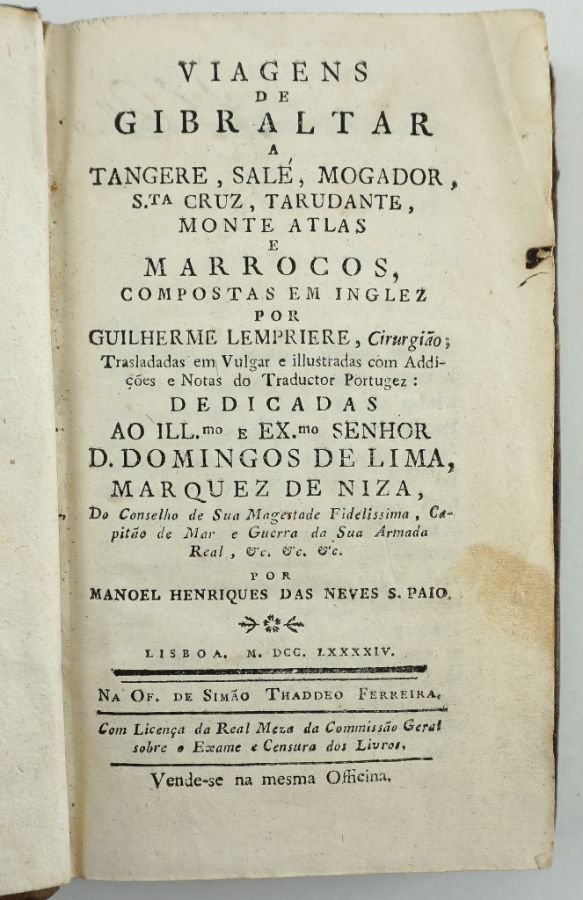 VIAGENS
DE
GIBRALTAR
A
TANGERE, SALÉ, MOGADOR,
S.TA CRUZ, TARUDANTE,
MONTE ATLAS
E
MARROCOS,
COMPOSTAS EM INGLEZ
POR
GUILHERME LEMPRIERE, Cirurgião;
Trasladadas em Vulgar e illustradas com Addi-
ções e Notas do Traductor Portugez:
DEDICADAS
AO ILL.mo E EX.mo SENHOR
D. DOMINGOS DE LIMA,
MARQUEZ DE NIZA,
Do Conselho de Sua Magestade Fidelissima, Ca-
pitão de Mar e Guerra da Sua Armada
Real, &c. &c. &c.
POR
MANOEL HENRIQUES DAS NEVES S. PAIO.
LISBOA. M. DCC. LXXXXIV.
NA OF. DE SIMÃO THADDEO FERREIRA.
Com Licença da Real Meza da Commissão Geral
sobre o Exame e Censura dos Livros.
Vende-se na mesma Officina.